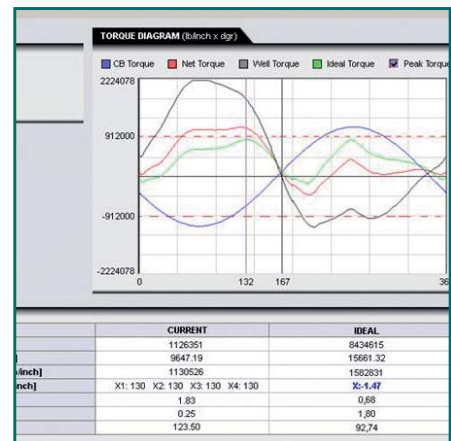 TORQUE DIAGRAM (lb/inch x dgr)
CB Torque Net Torque Well Torque Ideal Torque Peak Torque
2224078
912000
-912000
-2224078
0 132 167 36
CURRENT IDEAL
1126351 8434615
] 9647.19 15661.32
/inch] 1130526 1582831
nch] X1: 130 X2: 130 X3: 130 X4: 130 X:-1.47
1.83 0,68
0.25 1,80
123.50 92,74